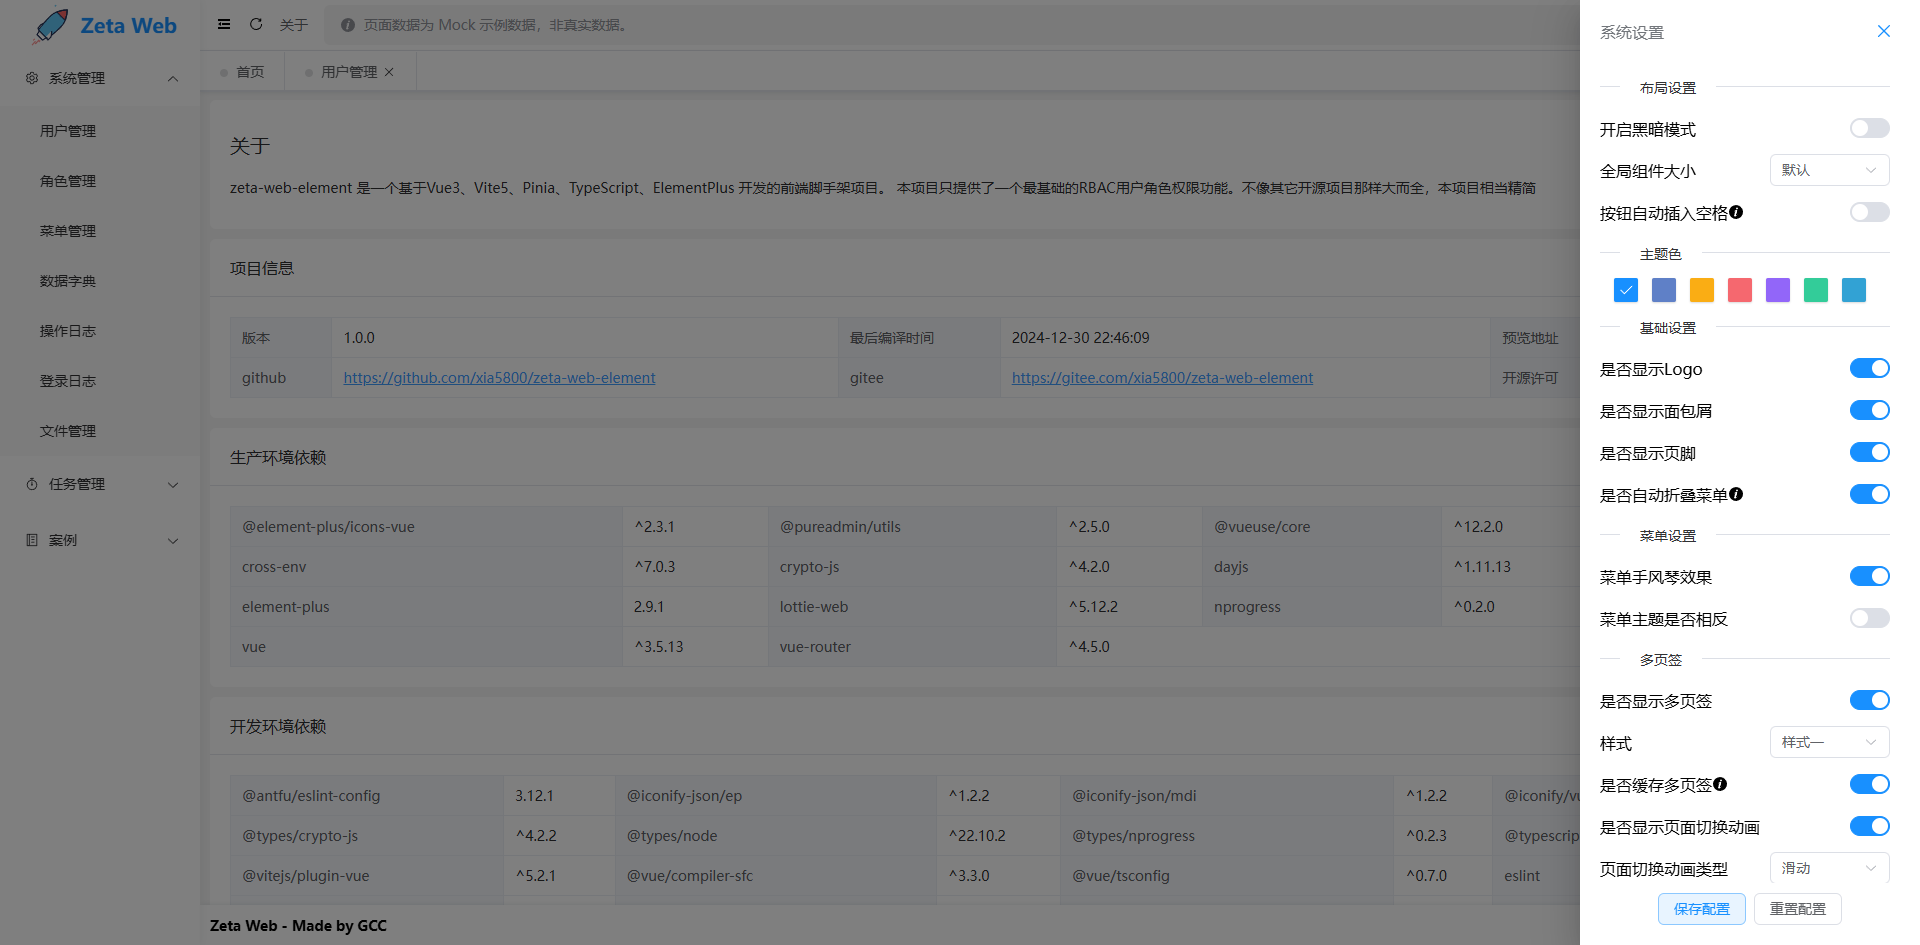 Zeta Web
系统管理
用户管理
角色管理
菜单管理
数据字典
操作日志
登录日志
文件管理
任务管理
案例
关于
页面数据为 Mock 示例数据，非真实数据。
首页
用户管理
关于
zeta-web-element 是一个基于Vue3、Vite5、Pinia、TypeScript、ElementPlus 开发的前端脚手架项目。 本项目只提供了一个最基础的RBAC用户角色权限功能。不像其它开源项目那样大而全，本项目相当精简
项目信息
版本 1.0.0 最后编译时间 2024-12-30 22:46:09 预览地址
github https://github.com/xia5800/zeta-web-element gitee https://gitee.com/xia5800/zeta-web-element 开源许可
生产环境依赖
@element-plus/icons-vue ^2.3.1 @pureadmin/utils ^2.5.0 @vueuse/core ^12.2.0
cross-env ^7.0.3 crypto-js ^4.2.0 dayjs ^1.11.13
element-plus 2.9.1 lottie-web ^5.12.2 nprogress ^0.2.0
vue ^3.5.13 vue-router ^4.5.0
开发环境依赖
@antfu/eslint-config 3.12.1 @iconify-json/ep ^1.2.2 @iconify-json/mdi ^1.2.2 @iconify/vu
@types/crypto-js ^4.2.2 @types/node ^22.10.2 @types/nprogress ^0.2.3 @typescrip
@vitejs/plugin-vue ^5.2.1 @vue/compiler-sfc ^3.3.0 @vue/tsconfig ^0.7.0 eslint
Zeta Web - Made by GCC
系统设置
布局设置
开启黑暗模式
全局组件大小 默认
按钮自动插入空格
主题色
基础设置
是否显示Logo
是否显示面包屑
是否显示页脚
是否自动折叠菜单
菜单设置
菜单手风琴效果
菜单主题是否相反
多页签
是否显示多页签
样式 样式一
是否缓存多页签
是否显示页面切换动画
页面切换动画类型 滑动
保存配置 重置配置